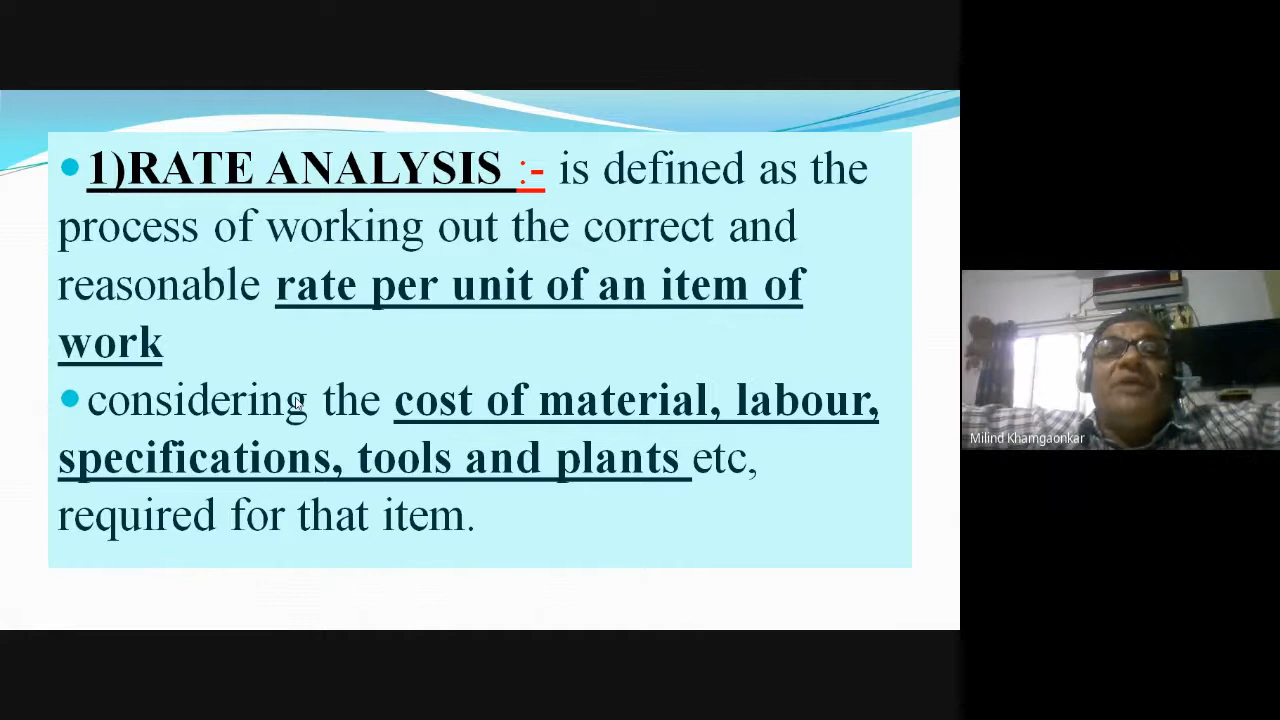 1)RATE ANALYSIS :- is defined as the
process of working out the correct and
reasonable rate per unit of an item of
work
considering the cost of material, labour,
specifications, tools and plants etc,
required for that item.
Milind Khamgaonkar